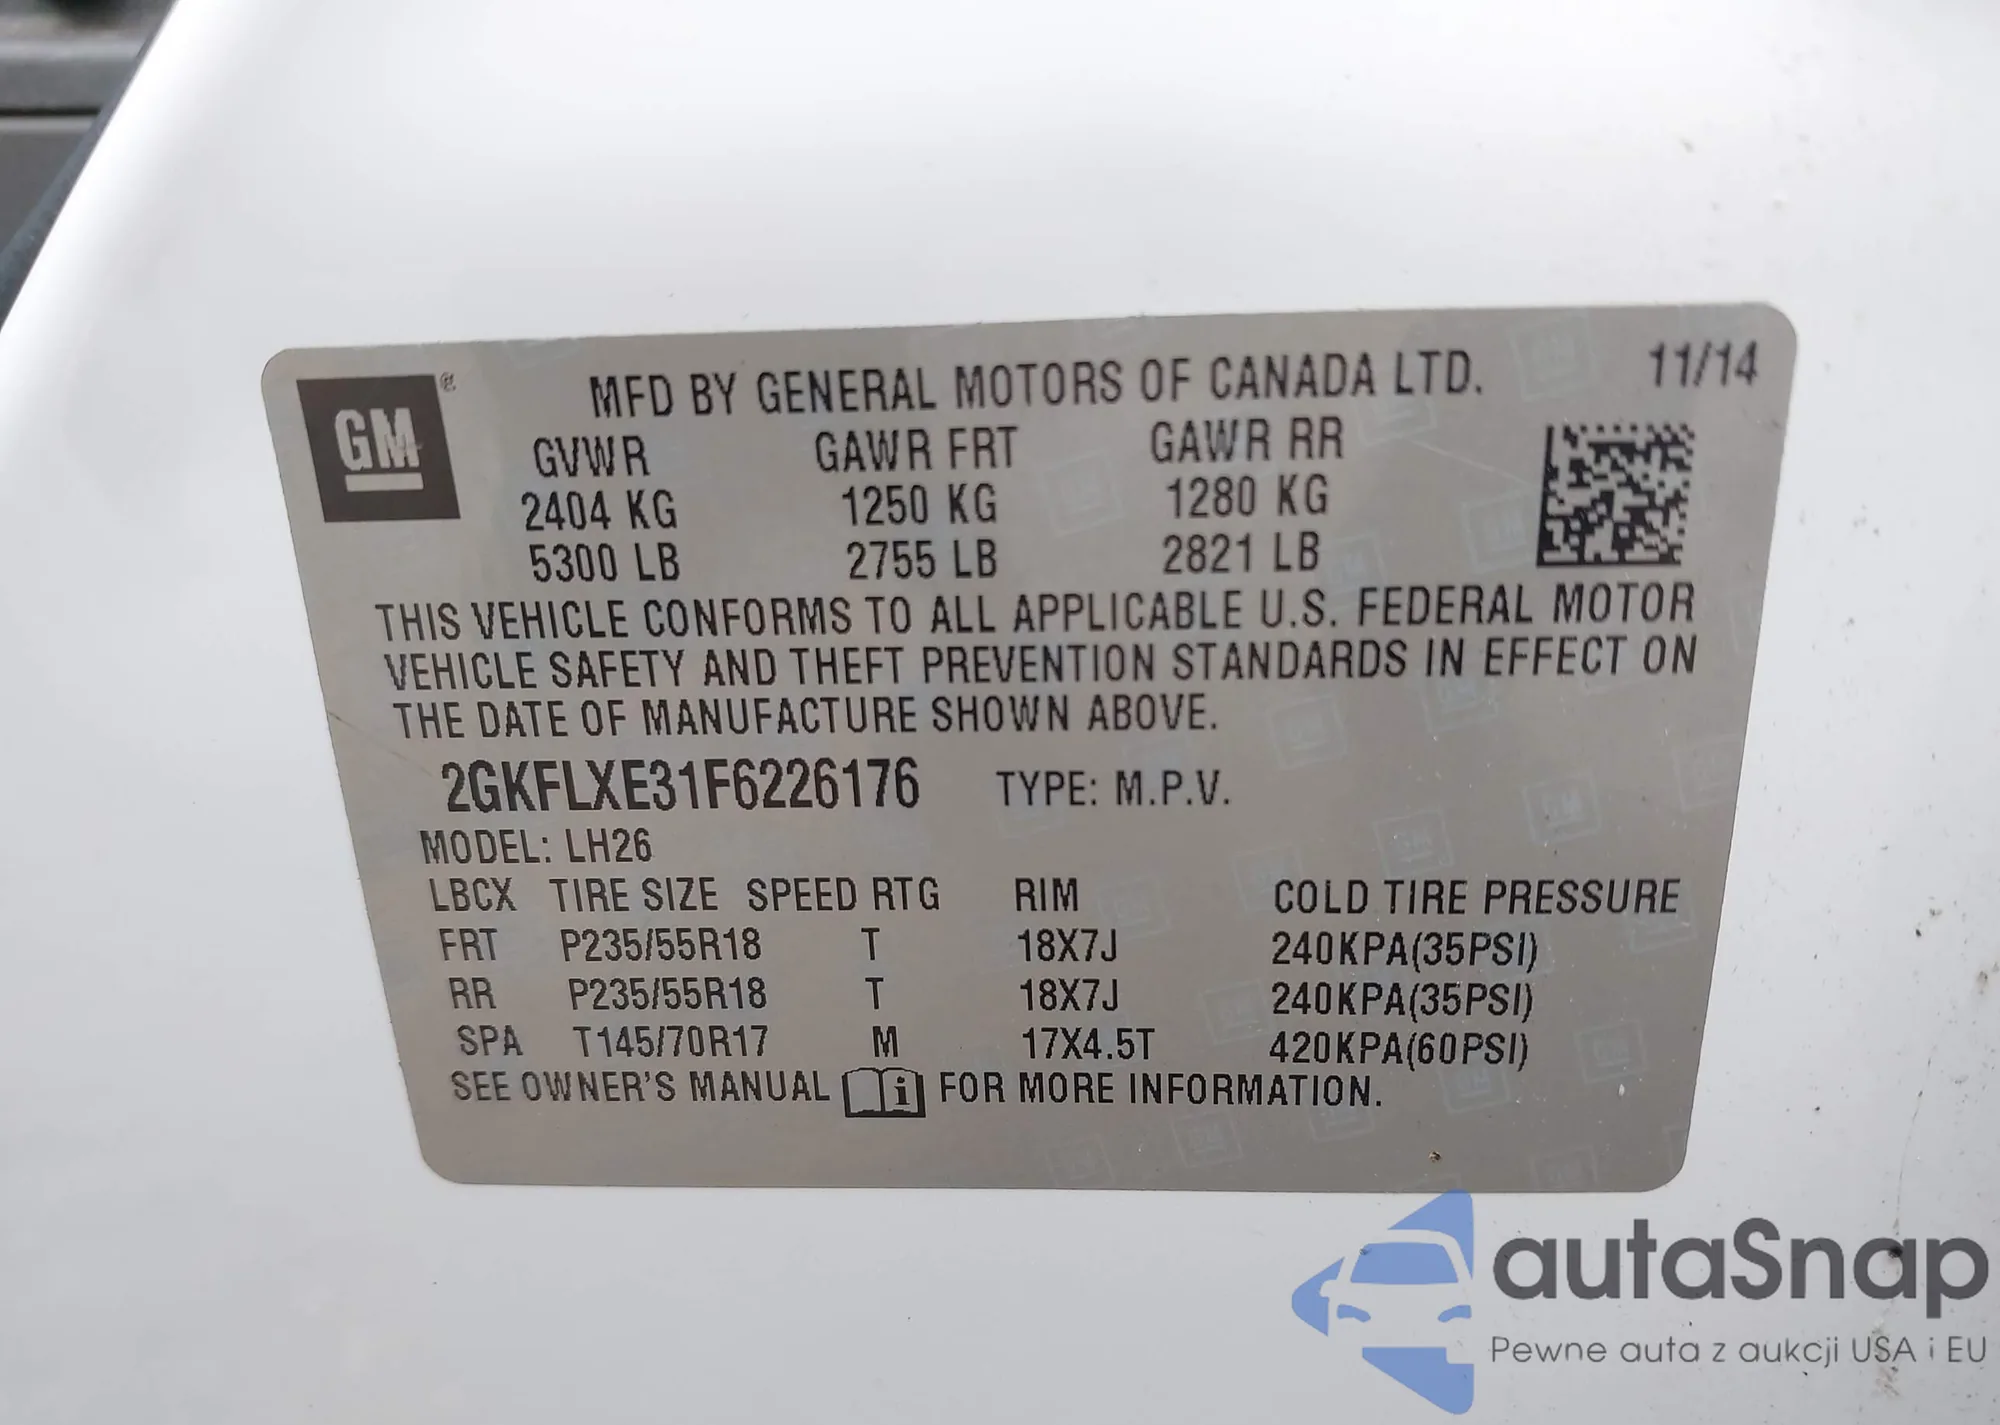 GM ®
MFD BY GENERAL MOTORS OF CANADA LTD. 11/14
GVWR GAWR FRT GAWR RR
2404 KG 1250 KG 1280 KG
5300 LB 2755 LB 2821 LB
THIS VEHICLE CONFORMS TO ALL APPLICABLE U.S. FEDERAL MOTOR
VEHICLE SAFETY AND THEFT PREVENTION STANDARDS IN EFFECT ON
THE DATE OF MANUFACTURE SHOWN ABOVE.
2GKFLXE31F6226176 TYPE: M.P.V.
MODEL: LH26
LBCX TIRE SIZE SPEED RTG RIM COLD TIRE PRESSURE
FRT P235/55R18 T 18X7J 240KPA(35PSI)
RR P235/55R18 T 18X7J 240KPA(35PSI)
SPA T145/70R17 M 17X4.5T 420KPA(60PSI)
SEE OWNER'S MANUAL i FOR MORE INFORMATION.
autaSnap
Pewne auta z aukcji USA i EU